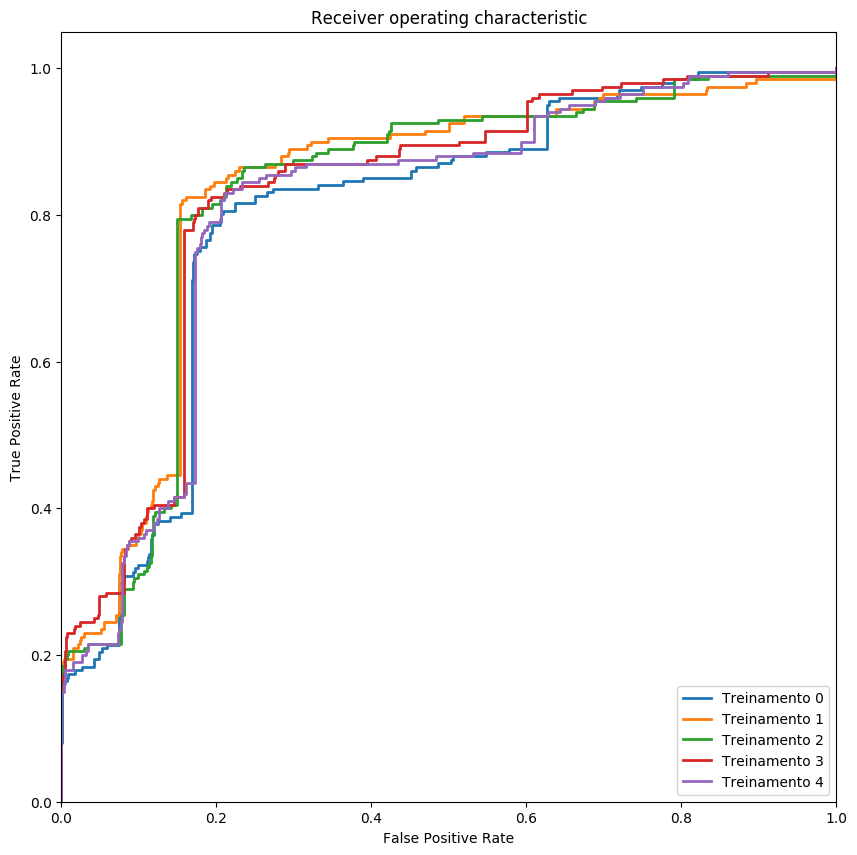 Receiver operating characteristic
True Positive Rate
1.0
0.8
0.6
0.4
0.2
0.0
0.0 0.2 0.4 0.6 0.8 1.0
False Positive Rate
Treinamento 0
Treinamento 1
Treinamento 2
Treinamento 3
Treinamento 4